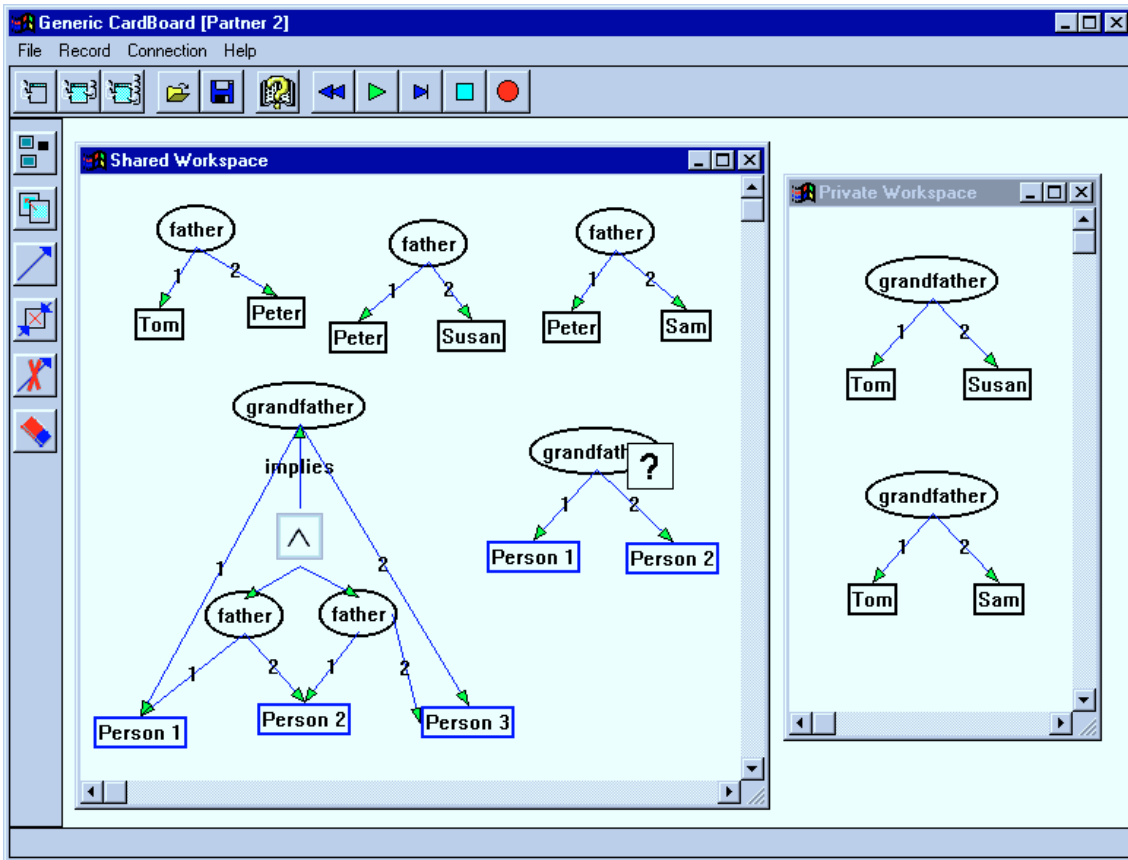 Generic CardBoard [Partner 2]
File Record Connection Help
Shared Workspace
father
1 2
Tom
Peter
father
1 2
Peter
Susan
father
1 2
Peter
Sam
grandfather
implies
^
1
2
father
father
1 2 1 2
Person 1
Person 2
Person 3
grandfath
?
1 2
Person 1
Person 2
Private Workspace
grandfather
1 2
Tom
Susan
grandfather
1 2
Tom
Sam